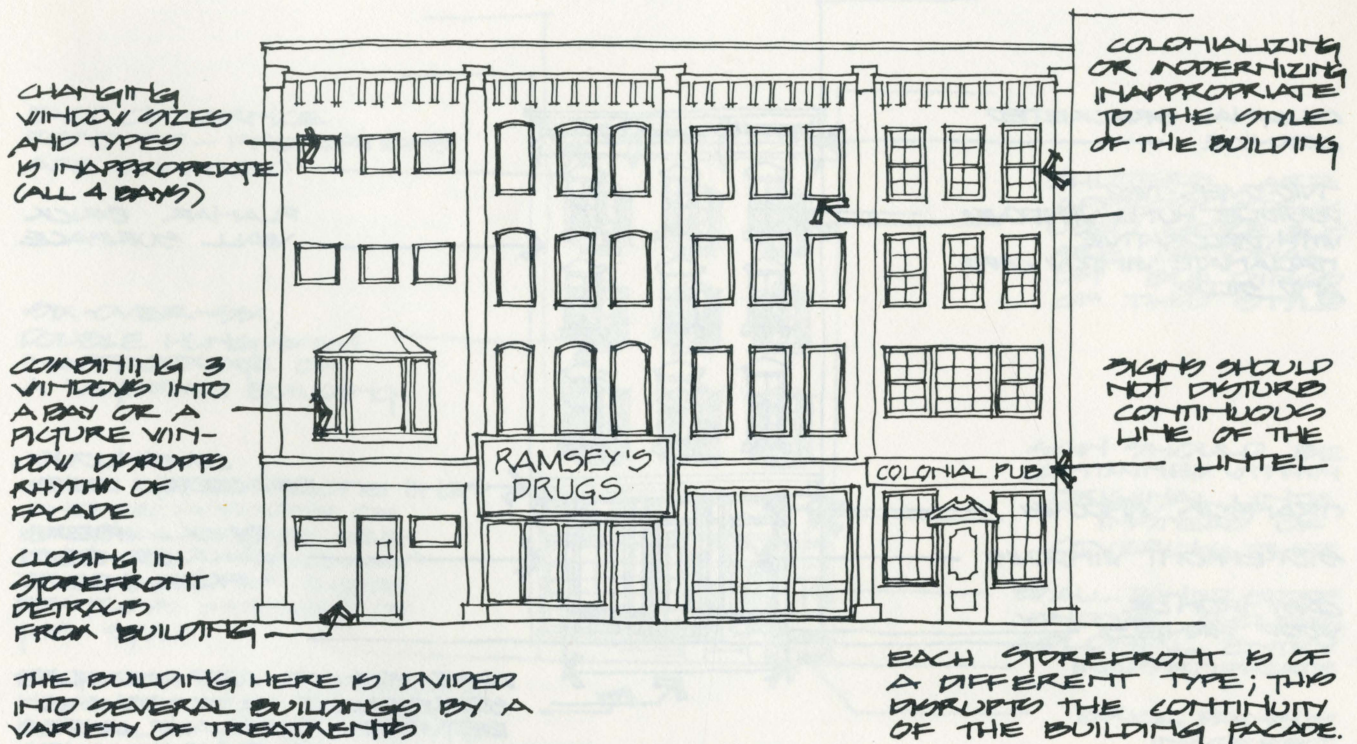 CHANGING
WINDOW SIZES
AND TYPES
IS INAPPROPRIATE
(ALL 4 BAYS)
COLONIALIZING
OR MODERNIZING
INAPPROPRIATE
TO THE STYLE
OF THE BUILDING
COMBINING 3
WINDOWS INTO
A BAY OR A
PICTURE WIN-
DOW DISRUPTS
RHYTHM OF
FACADE
SIGNS SHOULD
NOT DISTURB
CONTINUOUS
LINE OF THE
LINTEL
RAMSEY'S
DRUGS
COLONIAL PUB
CLOSING IN
STOREFRONT
DETRACTS
FROM BUILDING
THE BUILDING HERE IS DIVIDED
INTO SEVERAL BUILDINGS BY A
VARIETY OF TREATMENTS
EACH STOREFRONT IS OF
A DIFFERENT TYPE; THIS
DISRUPTS THE CONTINUITY
OF THE BUILDING FACADE.